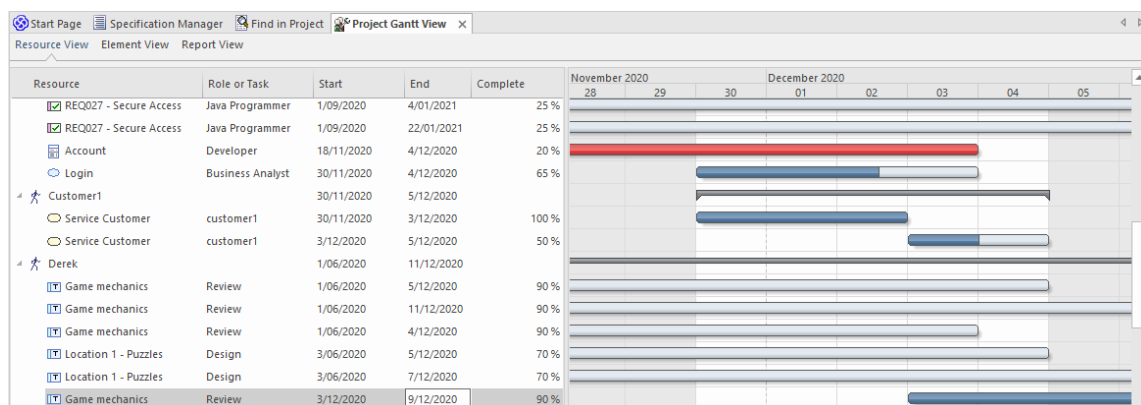 Start Page Specification Manager Find in Project Project Gantt View ×
Resource View Element View Report View
Resource Role or Task Start End Complete November 2020 December 2020
28 29 30 01 02 03 04 05
REQ027 - Secure Access Java Programmer 1/09/2020 4/01/2021 25 %
REQ027 - Secure Access Java Programmer 1/09/2020 22/01/2021 25 %
Account Developer 18/11/2020 4/12/2020 20 %
Login Business Analyst 30/11/2020 4/12/2020 65 %
Customer1 30/11/2020 5/12/2020
Service Customer customer1 30/11/2020 3/12/2020 100 %
Service Customer customer1 3/12/2020 5/12/2020 50 %
Derek 1/06/2020 11/12/2020
Game mechanics Review 1/06/2020 5/12/2020 90 %
Game mechanics Review 1/06/2020 11/12/2020 90 %
Game mechanics Review 1/06/2020 4/12/2020 90 %
Location 1 - Puzzles Design 3/06/2020 5/12/2020 70 %
Location 1 - Puzzles Design 3/06/2020 7/12/2020 70 %
Game mechanics Review 3/12/2020 9/12/2020 90 %